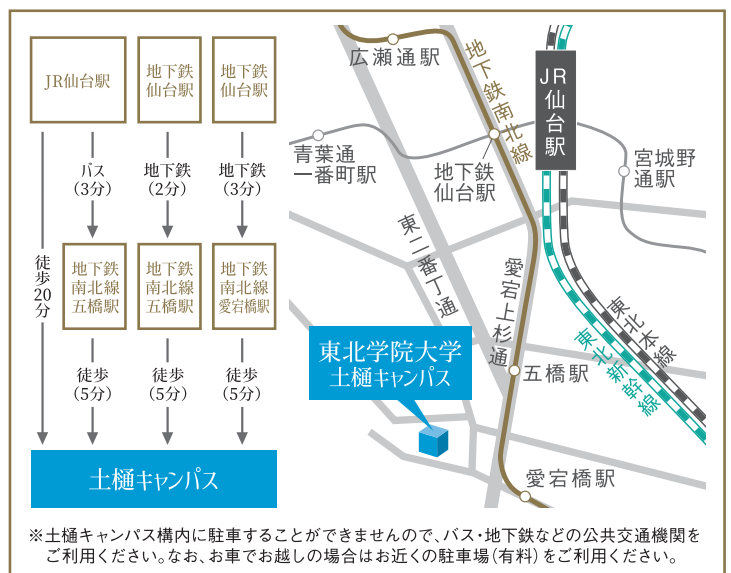 JR仙台駅
地下鉄
仙台駅
地下鉄
仙台駅
徒歩20分
バス
（3分）
地下鉄
（2分）
地下鉄
（3分）
地下鉄
南北線
五橋駅
地下鉄
南北線
五橋駅
地下鉄
南北線
愛宕橋駅
徒歩
（5分）
徒歩
（5分）
徒歩
（5分）
土樋キャンパス
広瀬通駅
地下鉄南北線
JR仙台駅
青葉通
一番町駅
地下鉄
仙台駅
宮城野
通駅
東二番丁通
愛宕上杉通
東北本線
東北新幹線
東北学院大学
土樋キャンパス
五橋駅
愛宕橋駅
※土樋キャンパス構内に駐車することができませんので、バス・地下鉄などの公共交通機関を
ご利用ください。なお、お車でお越しの場合はお近くの駐車場（有料）をご利用ください。